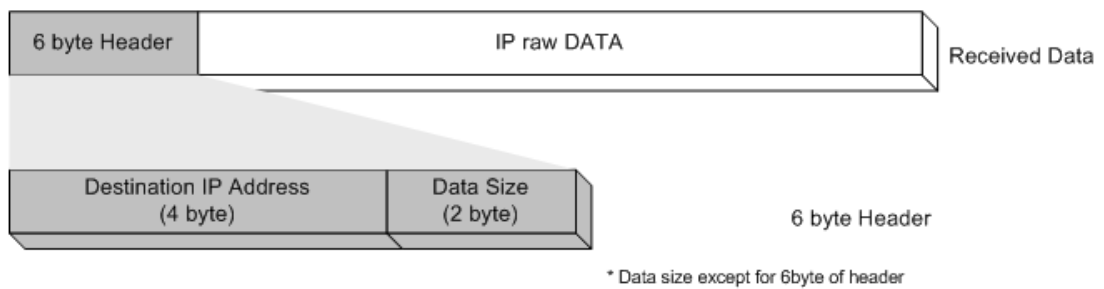 6 byte Header
IP raw DATA
Received Data
Destination IP Address
(4 byte)
Data Size
(2 byte)
6 byte Header
* Data size except for 6byte of header